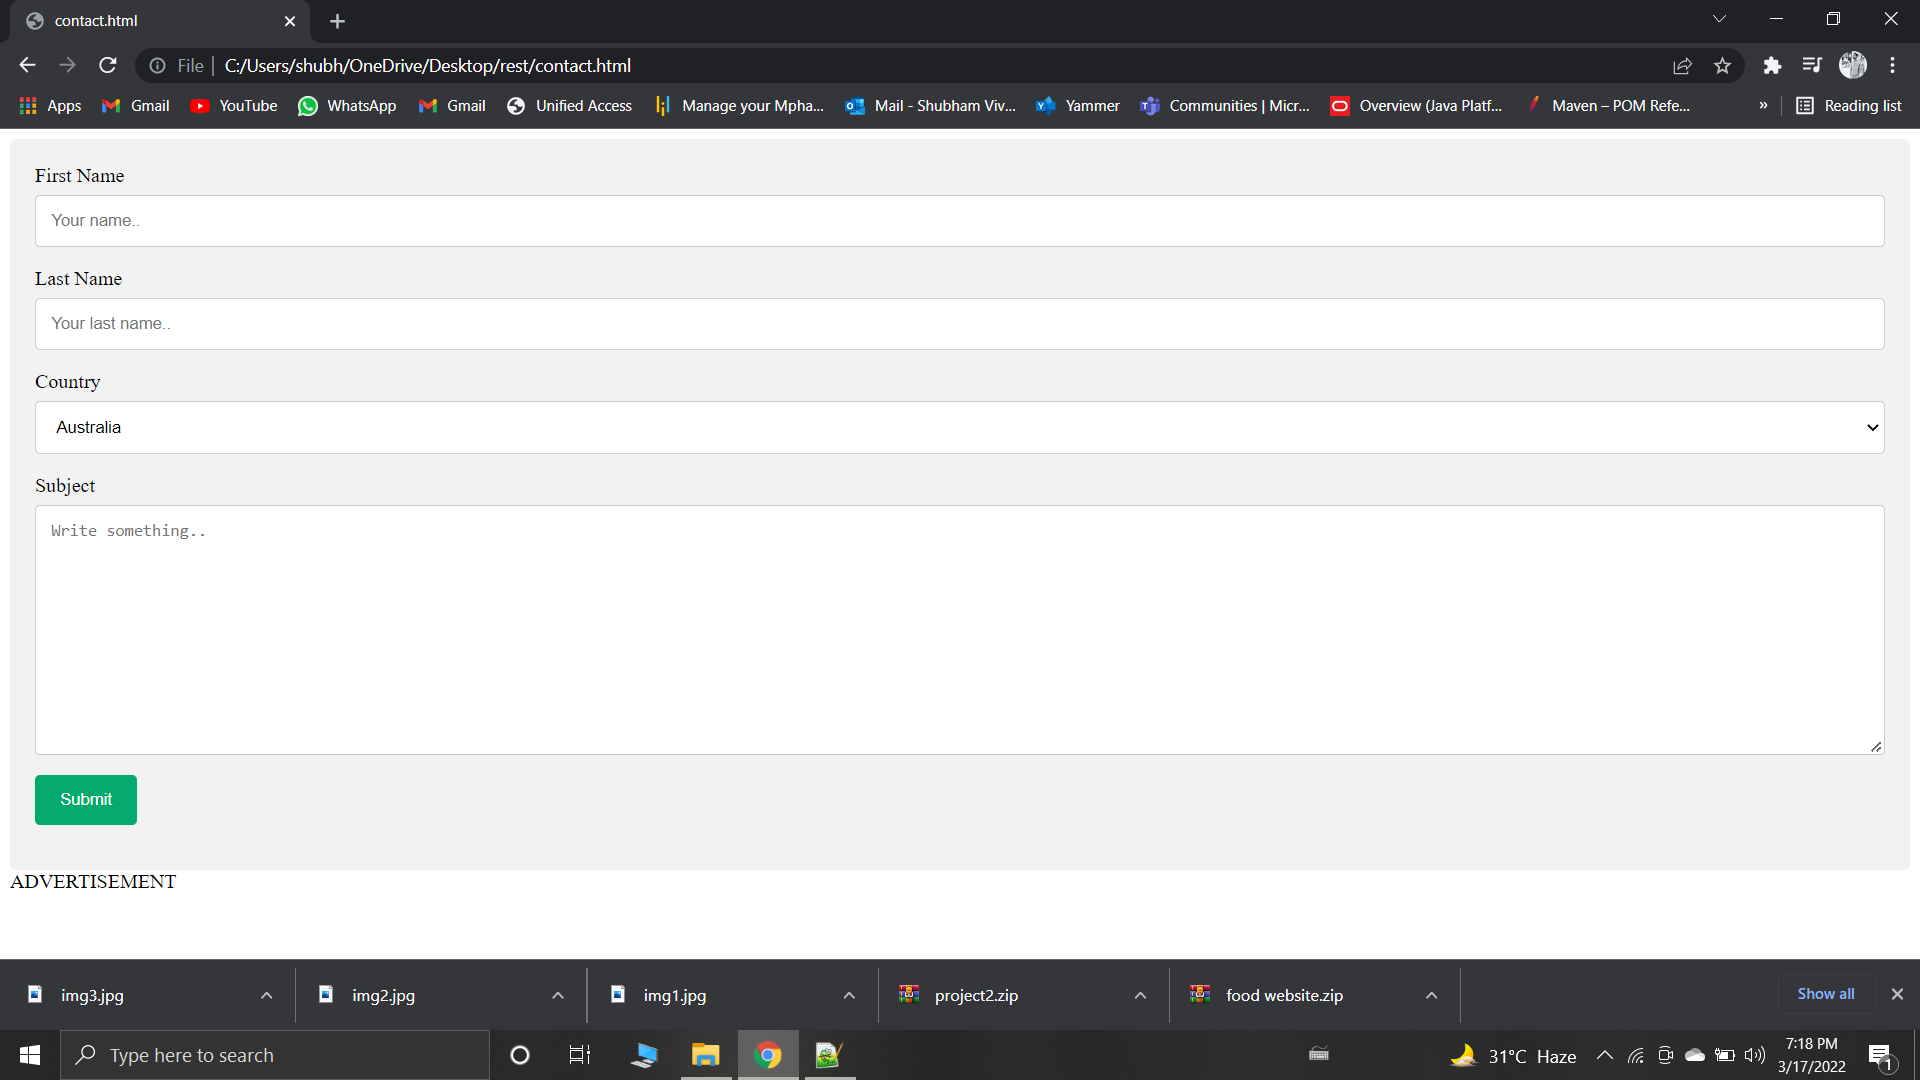 contact.html
File C:/Users/shubh/OneDrive/Desktop/rest/contact.html
Apps Gmail YouTube WhatsApp Gmail Unified Access Manage your Mpha... Mail - Shubham Viv... Yammer Communities | Micr... Overview (Java Platf... Maven – POM Refe... » Reading list
First Name
Your name..
Last Name
Your last name..
Country
Australia
Subject
Write something..
Submit
ADVERTISEMENT
img3.jpg img2.jpg img1.jpg project2.zip food website.zip Show all
Type here to search 31°C Haze 7:18 PM
3/17/2022 1